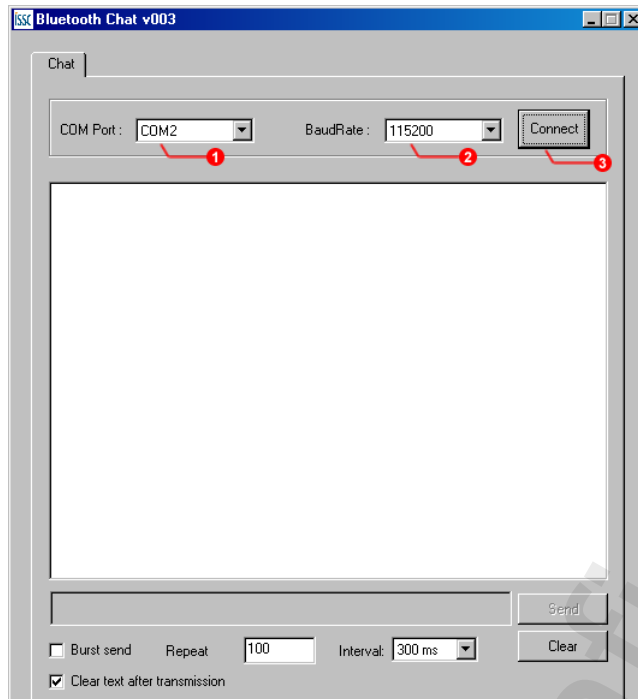 issc Bluetooth Chat v003
Chat
COM Port : COM2 BaudRate : 115200 Connect
1 2 3
Send
Burst send Repeat 100 Interval: 300 ms Clear
Clear text after transmission